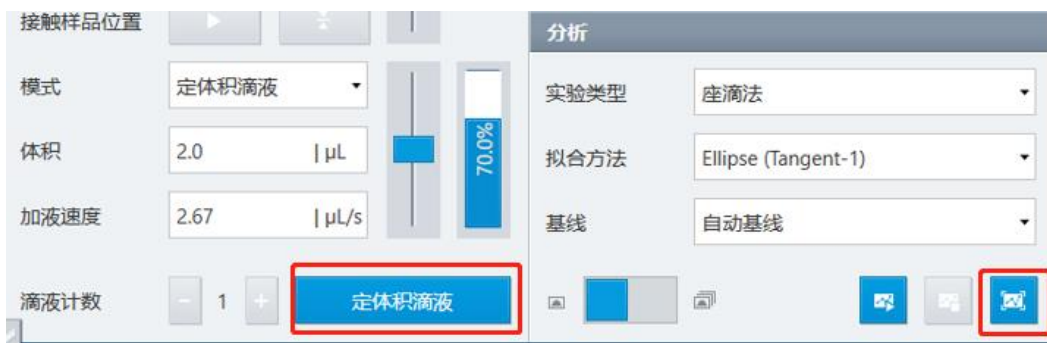 接触样品位置
模式
定体积滴液
体积
2.0 | μL
加液速度
2.67 | μL/s
70.0%
滴液计数
- 1 +
定体积滴液
分析
实验类型
座滴法
拟合方法
Ellipse (Tangent-1)
基线
自动基线